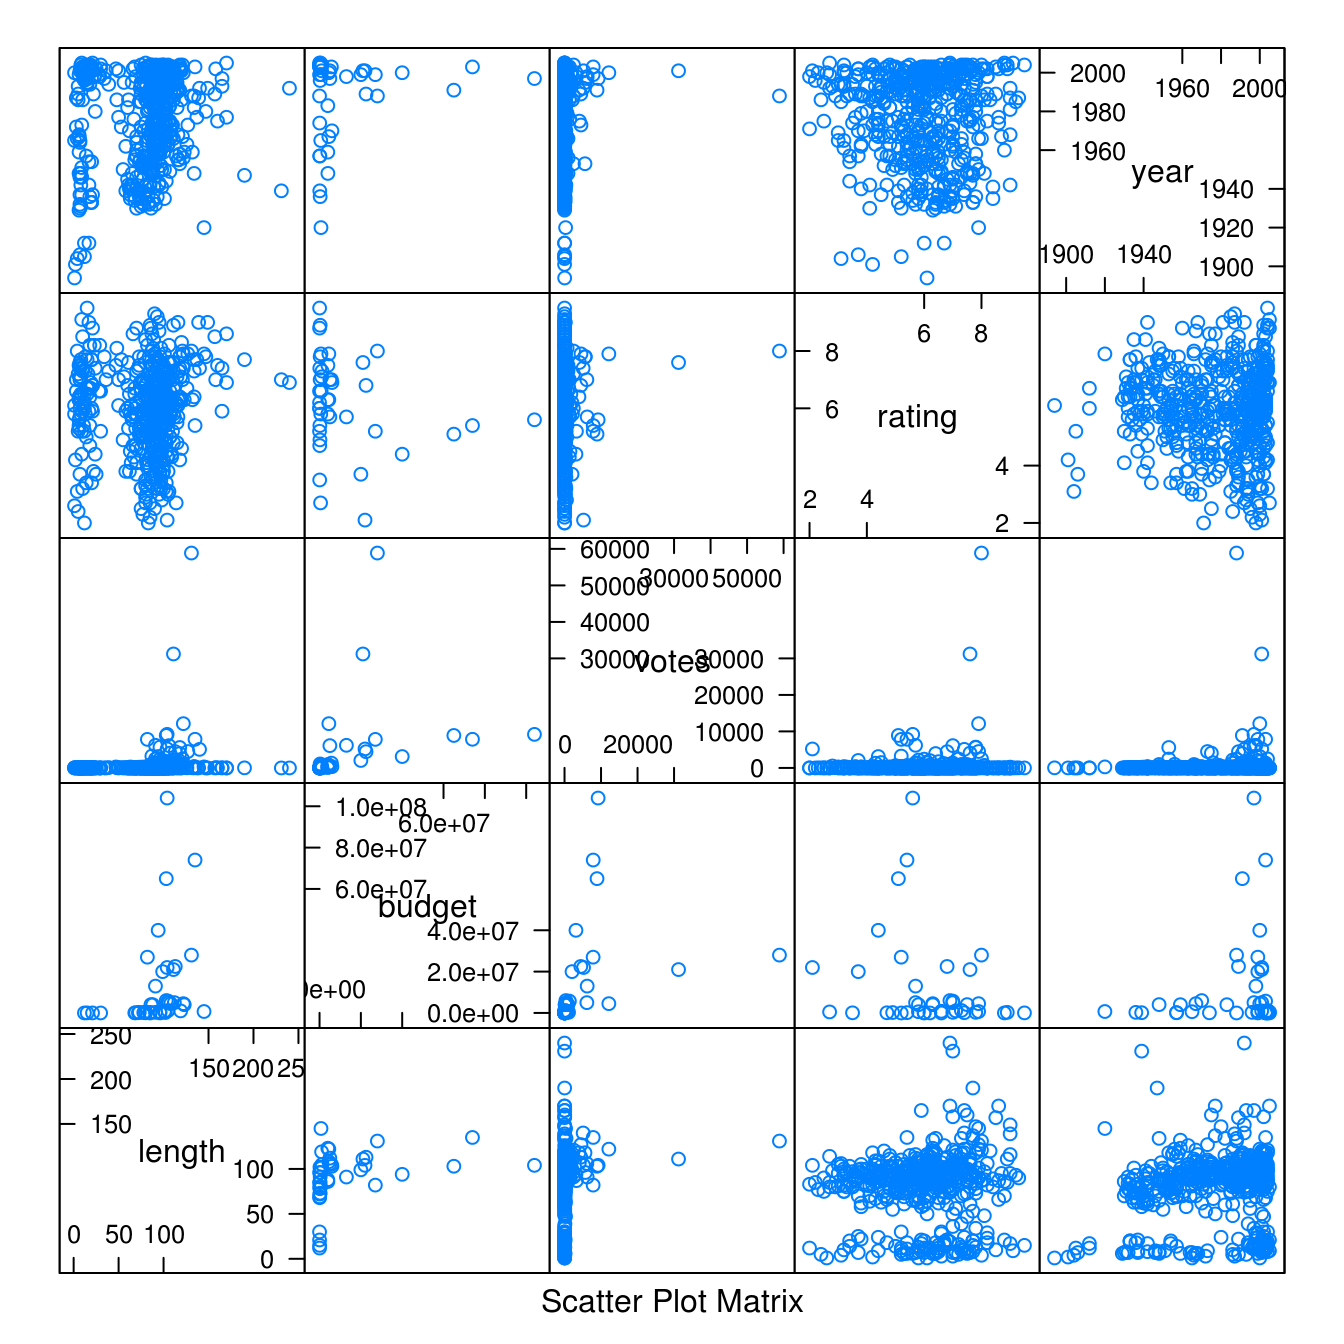 2000
1960 2000
1980
1960
year
1940
1920
1900 1940
1900
6 8
8
6
rating
4
2 4
2
60000
30000 50000
50000
40000
30000 votes 30000
20000
0 20000
10000
0
1.0e+08
6.0e+07
8.0e+07
6.0e+07
budget
4.0e+07
2.0e+07
0e+00
0.0e+00
250
150 200 25
200
150
length
100
50
0 50 100
0
Scatter Plot Matrix